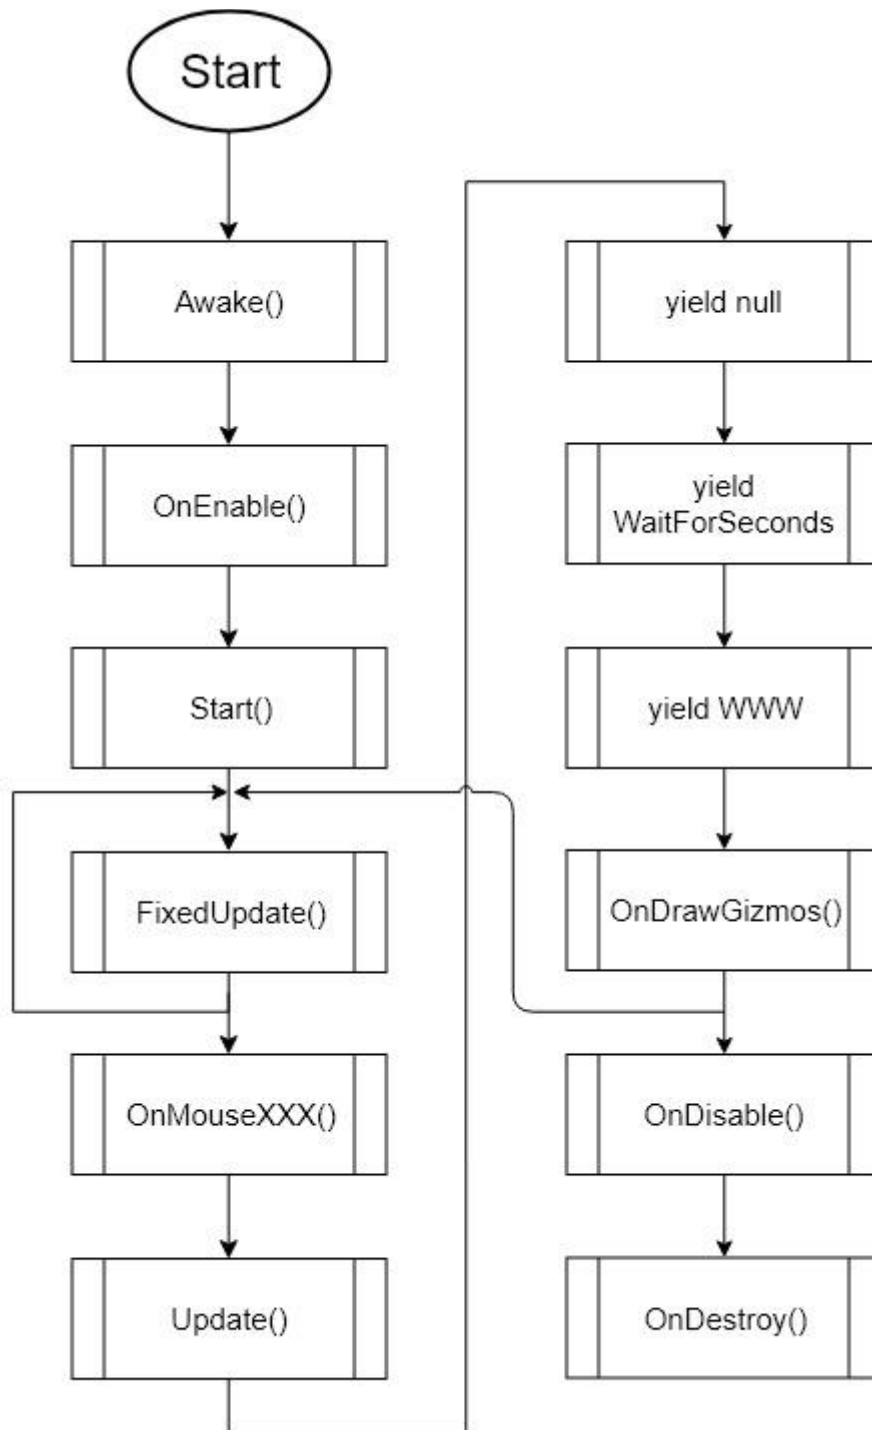 Start
Awake()
OnEnable()
Start()
FixedUpdate()
OnMouseXXX()
Update()
yield null
yield
WaitForSeconds
yield WWW
OnDrawGizmos()
OnDisable()
OnDestroy()